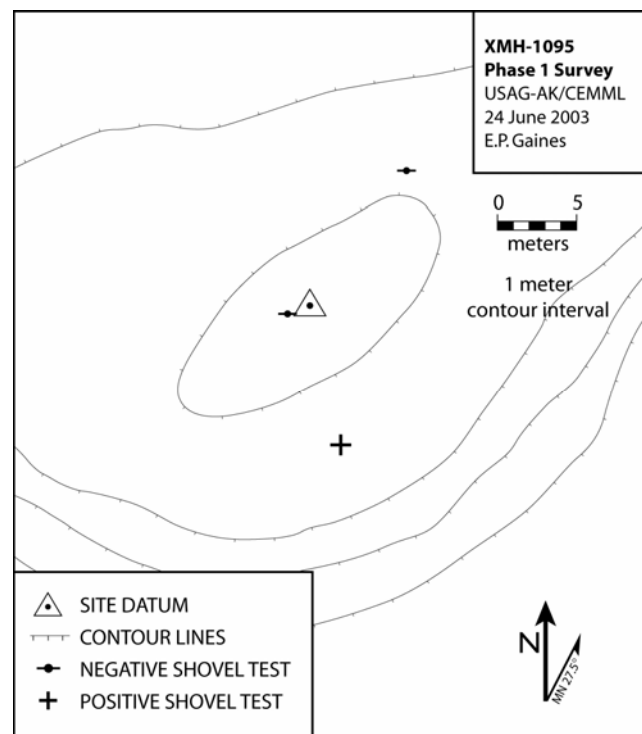 XMH-1095
Phase 1 Survey
USAG-AK/CEMML
24 June 2003
E.P. Gaines
0 5
meters
1 meter
contour interval
SITE DATUM
CONTOUR LINES
NEGATIVE SHOVEL TEST
POSITIVE SHOVEL TEST
N
MN 27.5°